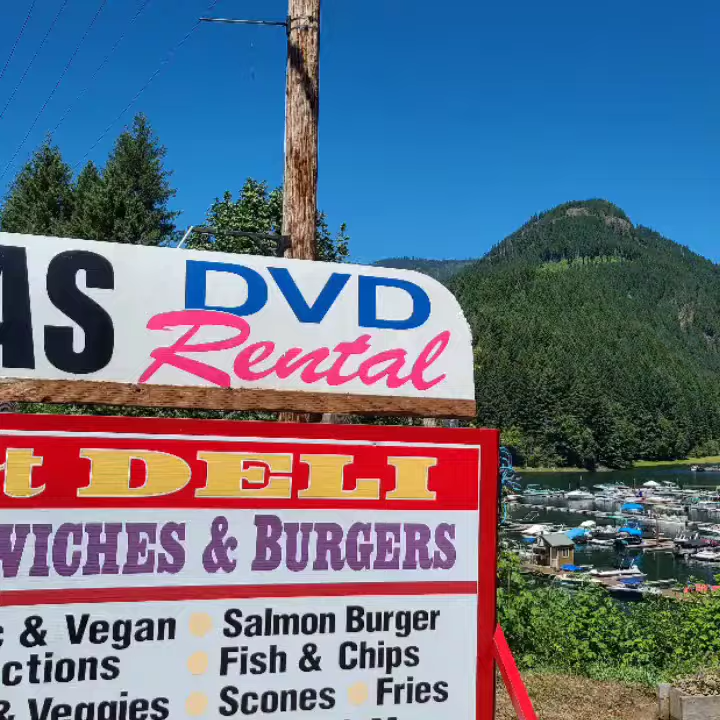 AS DVD
Rental
t DELI
WICHES & BURGERS
c & Vegan Salmon Burger
ctions Fish & Chips
& Veggies Scones Fries